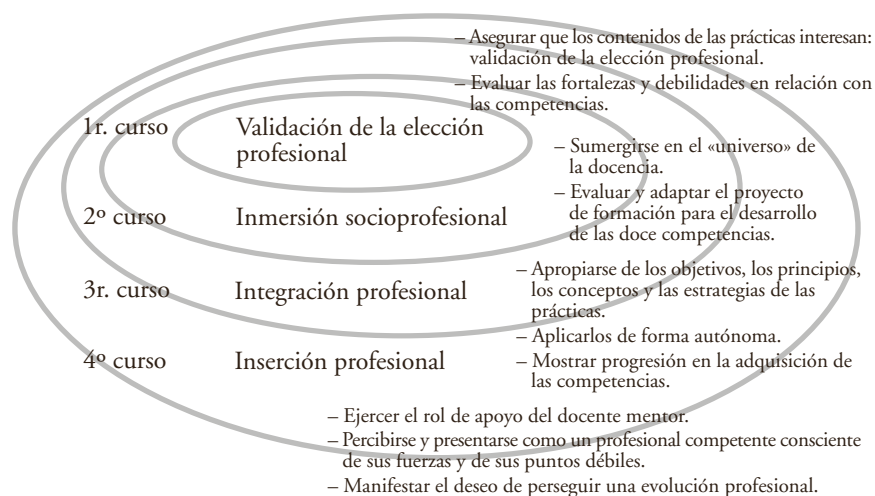 – Asegurar que los contenidos de las prácticas interesan:
validación de la elección profesional.
– Evaluar las fortalezas y debilidades en relación con
las competencias.
1r. curso
Validación de la elección
profesional
– Sumergirse en el «universo» de
la docencia.
– Evaluar y adaptar el proyecto
de formación para el desarrollo
de las doce competencias.
2º curso
Inmersión socioprofesional
– Apropiarse de los objetivos, los principios,
los conceptos y las estrategias de las
prácticas.
3r. curso
Integración profesional
– Aplicarlos de forma autónoma.
– Mostrar progresión en la adquisición de
las competencias.
4º curso
Inserción profesional
– Ejercer el rol de apoyo del docente mentor.
– Percibirse y presentarse como un profesional competente consciente
de sus fuerzas y de sus puntos débiles.
– Manifestar el deseo de perseguir una evolución profesional.